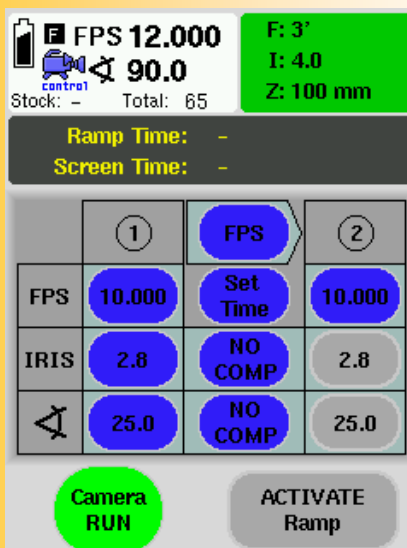 F FPS 12.000
90.0
control
Stock: – Total: 65
F: 3'
I: 4.0
Z: 100 mm
Ramp Time: –
Screen Time: –
1 FPS 2
FPS 10.000 Set Time 10.000
IRIS 2.8 NO COMP 2.8
25.0 NO COMP 25.0
Camera RUN
ACTIVATE Ramp